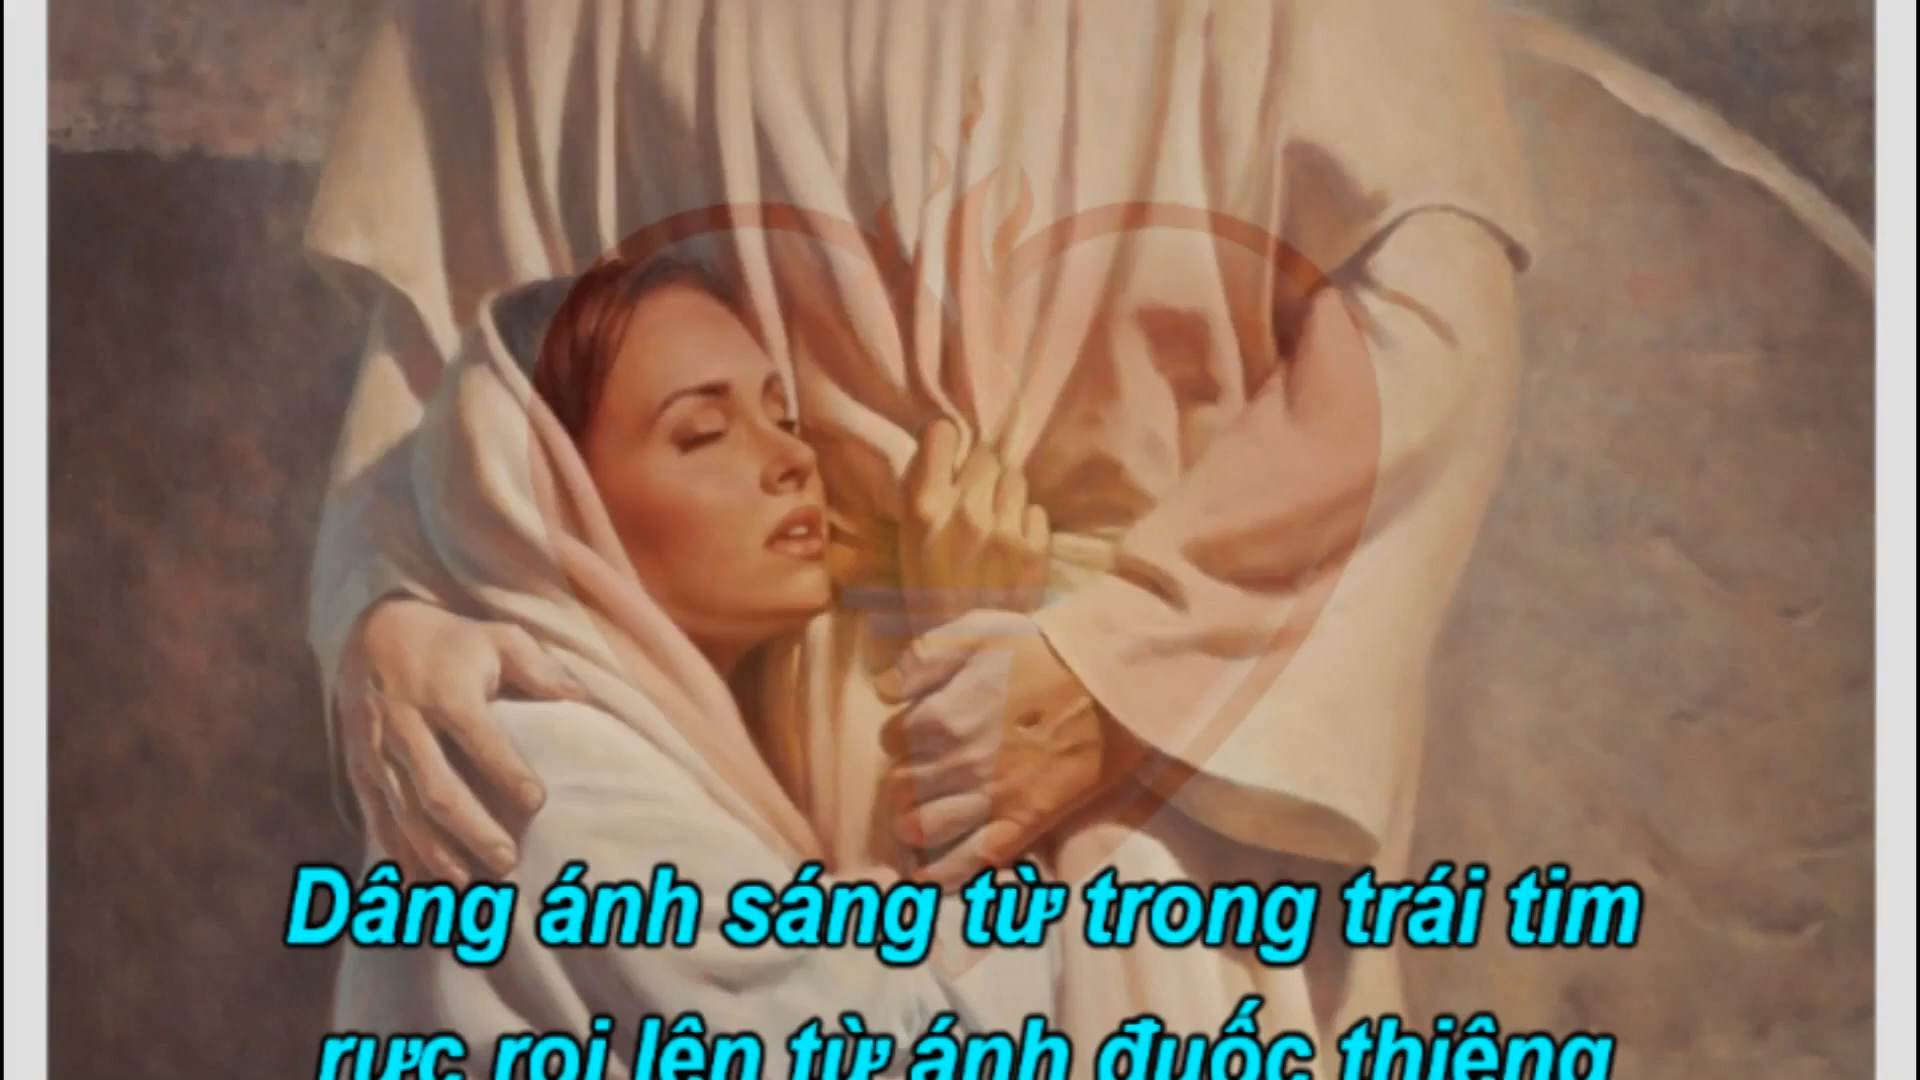 Dâng ánh sáng từ trong trái tim
rực rọi lên từ ánh đuốc thiêng